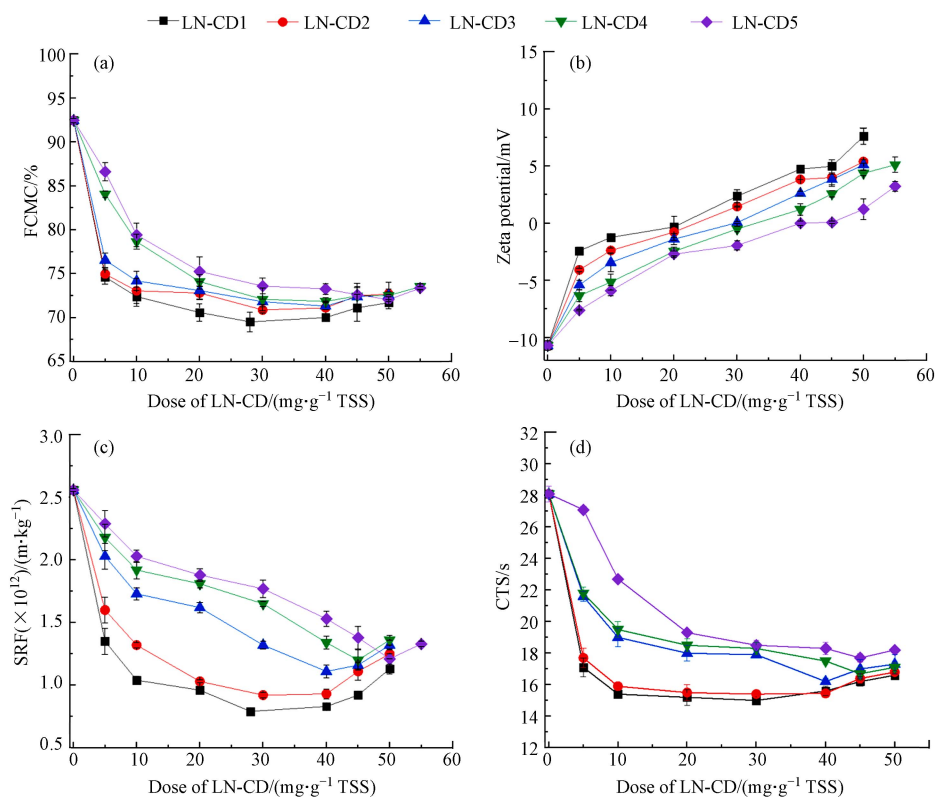 LN-CD1 LN-CD2 LN-CD3 LN-CD4 LN-CD5
(a)
FCMC/%
100
95
90
85
80
75
70
65
0 10 20 30 40 50 60
Dose of LN-CD/(mg·g⁻¹ TSS)
(b)
Zeta potential/mV
15
10
5
0
−5
−10
0 10 20 30 40 50 60
Dose of LN-CD/(mg·g⁻¹ TSS)
(c)
SRF(×10¹²)/(m·kg⁻¹)
3.0
2.5
2.0
1.5
1.0
0.5
0 10 20 30 40 50 60
Dose of LN-CD/(mg·g⁻¹ TSS)
(d)
CTS/s
32
30
28
26
24
22
20
18
16
14
12
0 10 20 30 40 50
Dose of LN-CD/(mg·g⁻¹ TSS)